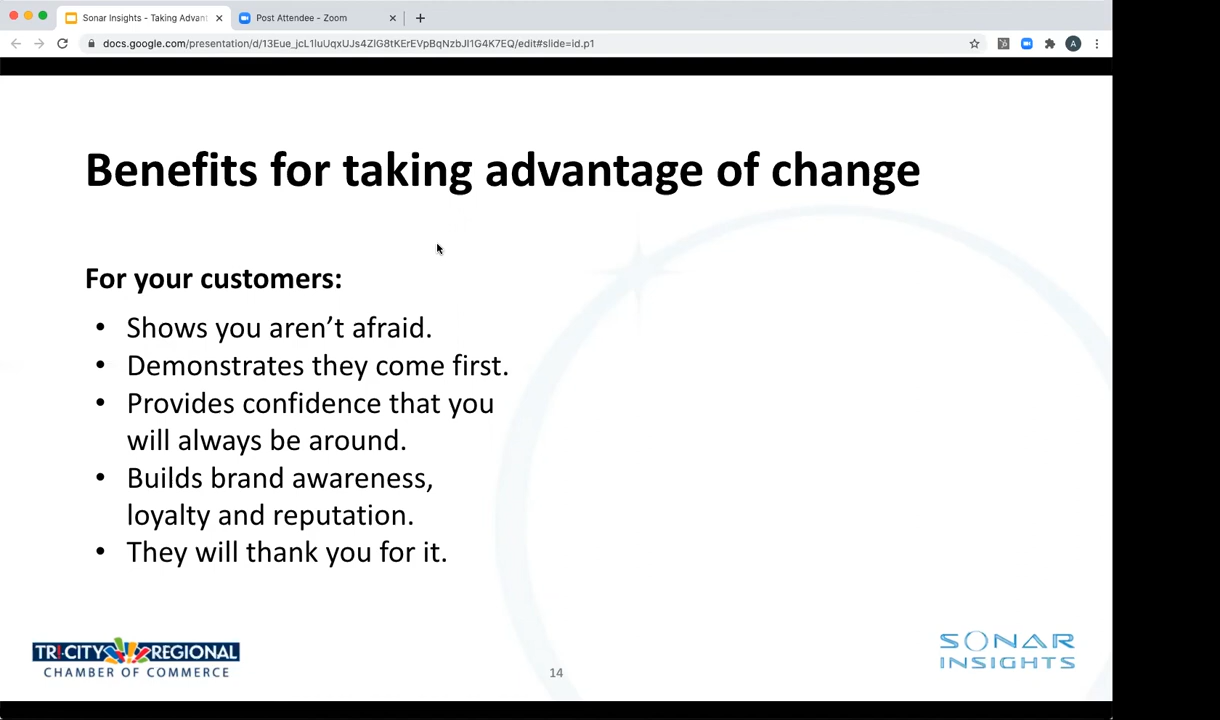 Sonar Insights - Taking Advant
Post Attendee - Zoom
docs.google.com/presentation/d/13Eue_jcL1luUqxUJs4ZlG8tKErEVpBqNzbJl1G4K7EQ/edit#slide=id.p1
A
Benefits for taking advantage of change
For your customers:
• Shows you aren’t afraid.
• Demonstrates they come first.
• Provides confidence that you
will always be around.
• Builds brand awareness,
loyalty and reputation.
• They will thank you for it.
TRI-CITY REGIONAL
CHAMBER OF COMMERCE
14
SONAR
INSIGHTS